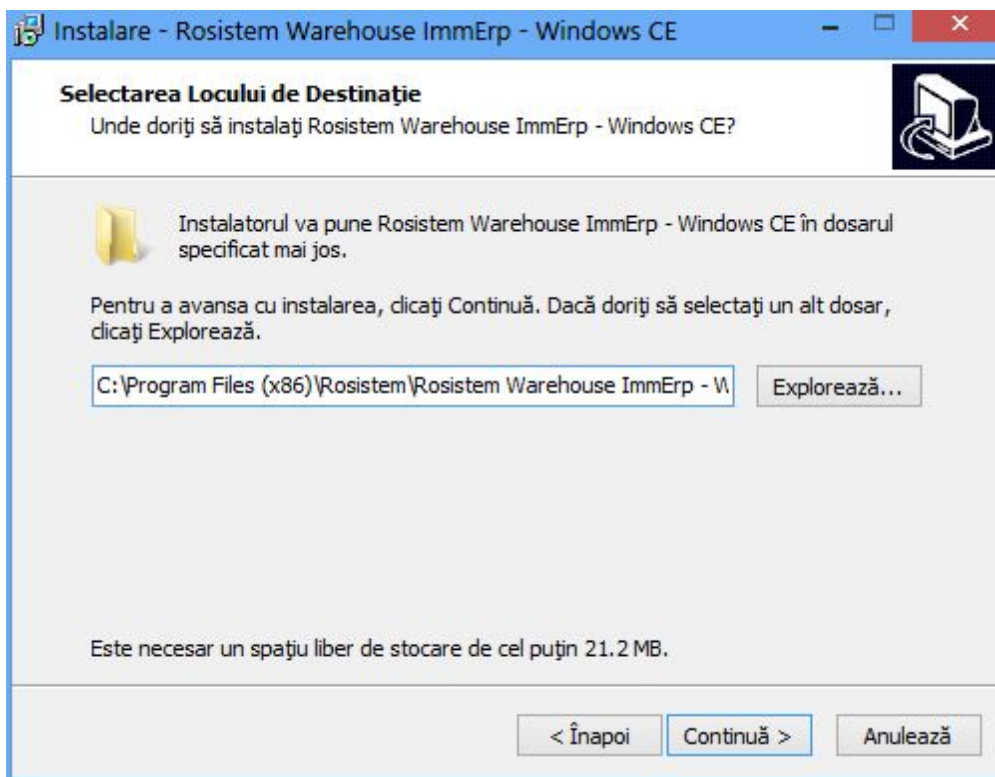 Instalare - Rosistem Warehouse ImmErp - Windows CE
Selectarea Locului de Destinaţie
Unde doriţi să instalaţi Rosistem Warehouse ImmErp - Windows CE?
Instalatorul va pune Rosistem Warehouse ImmErp - Windows CE în dosarul
specificat mai jos.
Pentru a avansa cu instalarea, clicaţi Continuă. Dacă doriţi să selectaţi un alt dosar,
clicaţi Explorează.
C:\Program Files (x86)\Rosistem\Rosistem Warehouse ImmErp - W
Explorează...
Este necesar un spaţiu liber de stocare de cel puţin 21.2 MB.
< Înapoi
Continuă >
Anulează